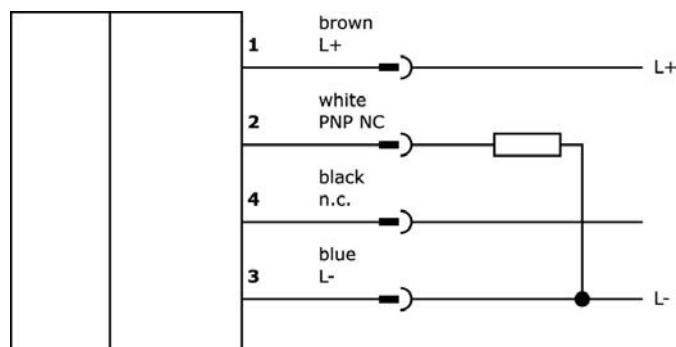 brown
1 L+
L+
white
2 PNP NC
black
4 n.c.
blue
3 L-
L-